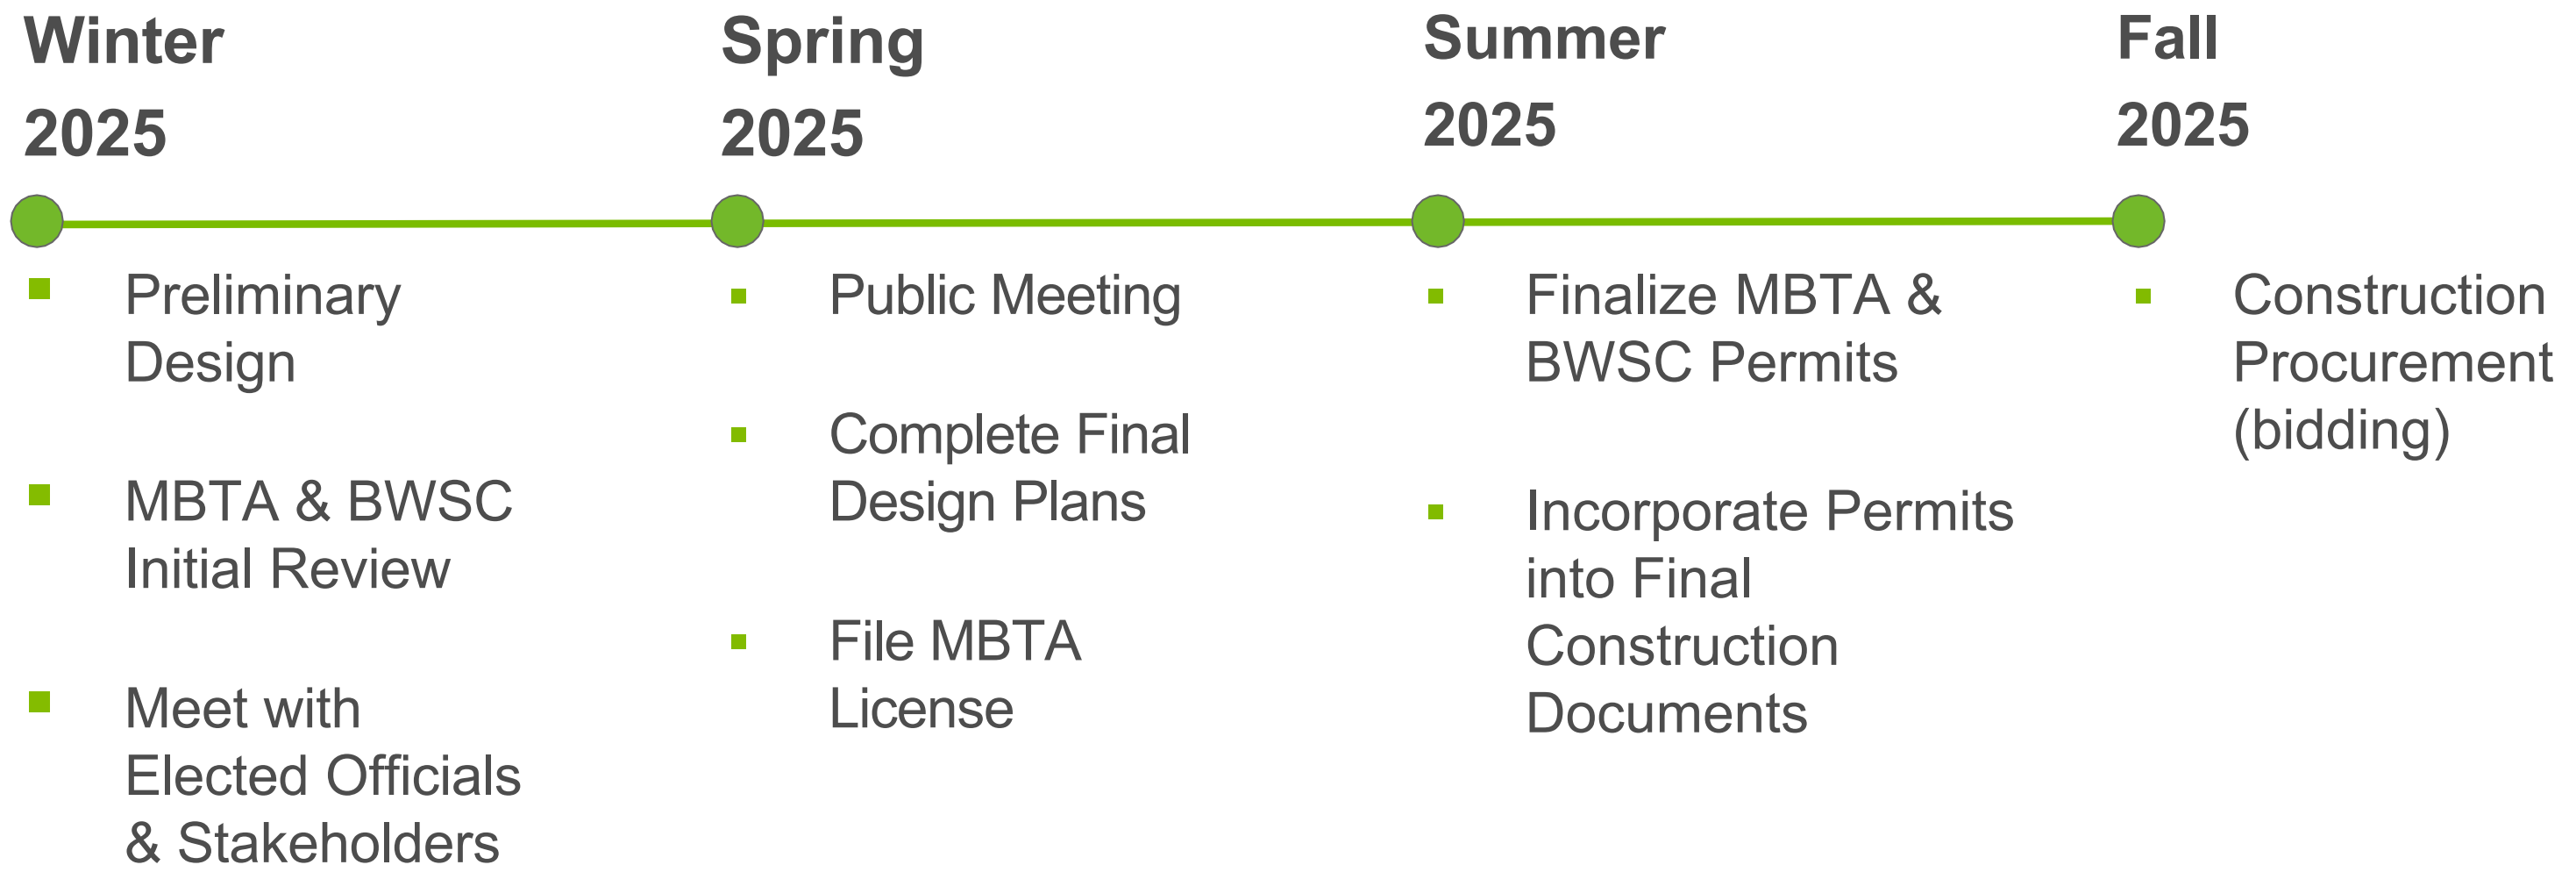 Winter
2025
Preliminary
Design
MBTA & BWSC
Initial Review
Meet with
Elected Officials
& Stakeholders
Spring
2025
Public Meeting
Complete Final
Design Plans
File MBTA
License
Summer
2025
Finalize MBTA &
BWSC Permits
Incorporate Permits
into Final
Construction
Documents
Fall
2025
Construction
Procurement
(bidding)